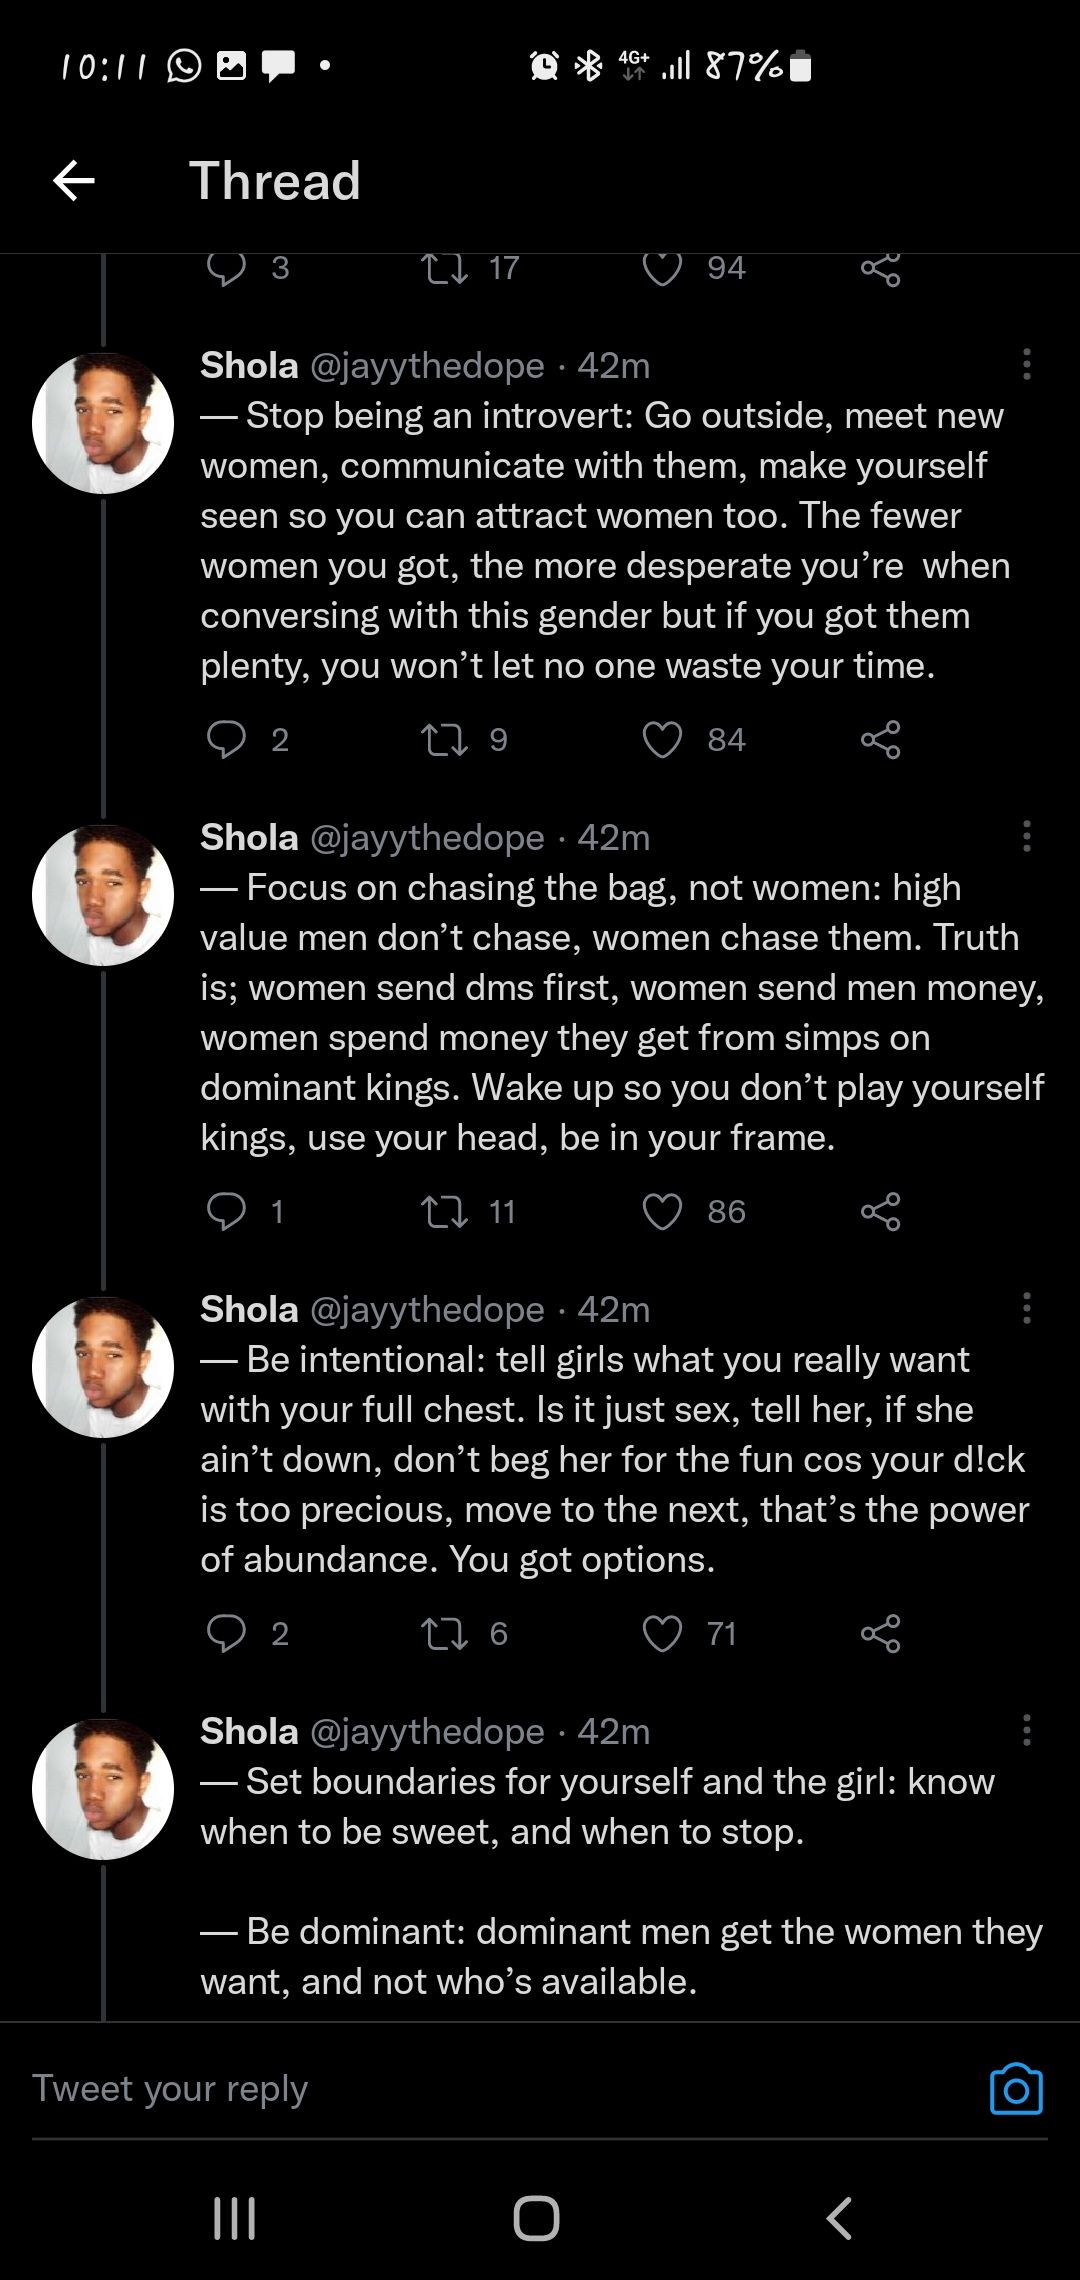 10:11 4G+ 87%
Thread
3 17 94
Shola @jayythedope · 42m
— Stop being an introvert: Go outside, meet new
women, communicate with them, make yourself
seen so you can attract women too. The fewer
women you got, the more desperate you’re  when
conversing with this gender but if you got them
plenty, you won’t let no one waste your time.
2 9 84
Shola @jayythedope · 42m
— Focus on chasing the bag, not women: high
value men don’t chase, women chase them. Truth
is; women send dms first, women send men money,
women spend money they get from simps on
dominant kings. Wake up so you don’t play yourself
kings, use your head, be in your frame.
1 11 86
Shola @jayythedope · 42m
— Be intentional: tell girls what you really want
with your full chest. Is it just sex, tell her, if she
ain’t down, don’t beg her for the fun cos your d!ck
is too precious, move to the next, that’s the power
of abundance. You got options.
2 6 71
Shola @jayythedope · 42m
— Set boundaries for yourself and the girl: know
when to be sweet, and when to stop.
— Be dominant: dominant men get the women they
want, and not who’s available.
Tweet your reply